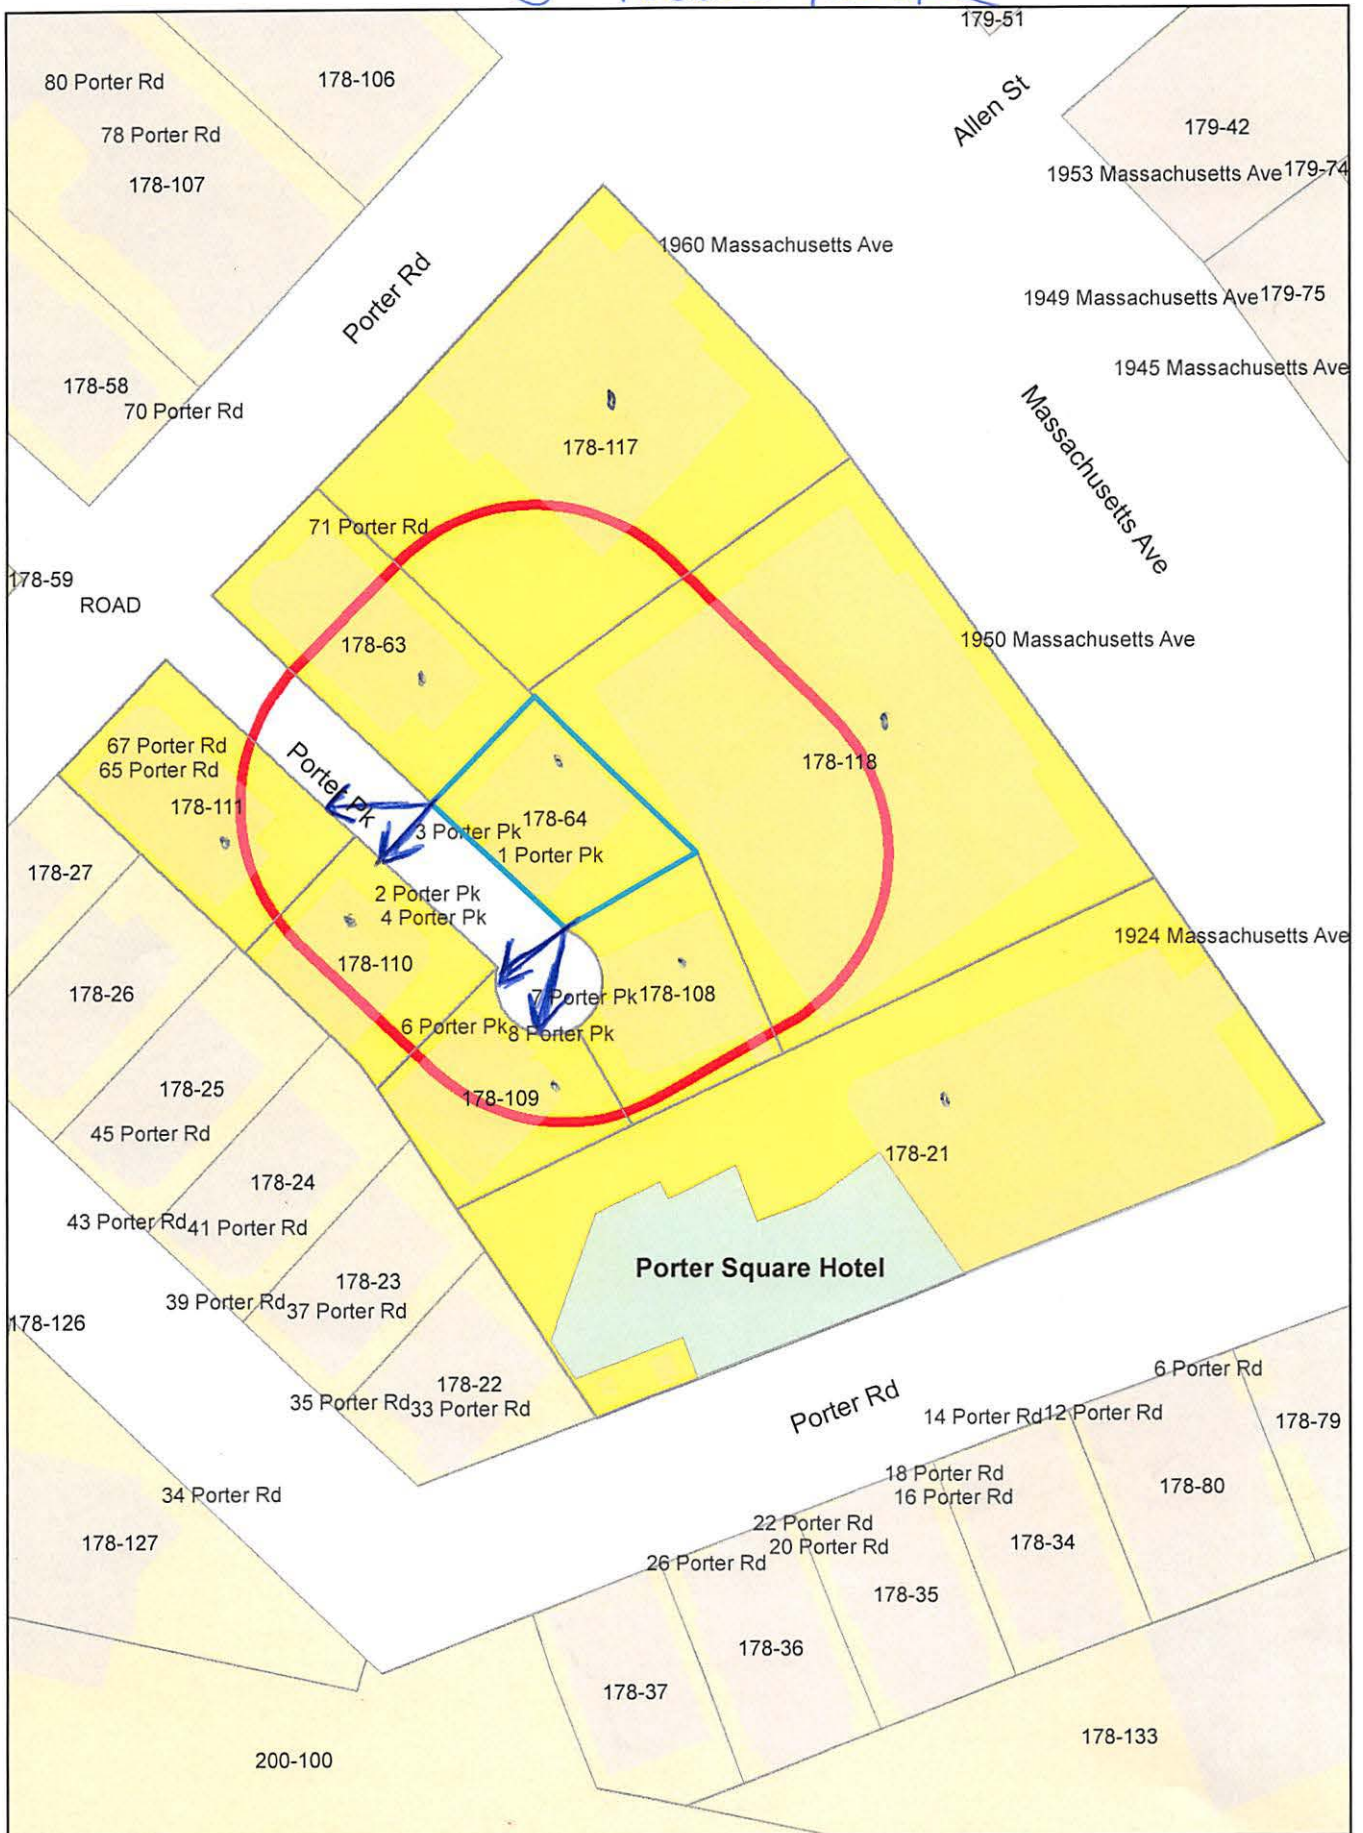 179-51
80 Porter Rd
178-106
Allen St
179-42
78 Porter Rd
1953 Massachusetts Ave
179-74
178-107
1960 Massachusetts Ave
Porter Rd
1949 Massachusetts Ave
179-75
1945 Massachusetts Ave
178-58
70 Porter Rd
Massachusetts Ave
178-117
71 Porter Rd
178-59
ROAD
178-63
1950 Massachusetts Ave
67 Porter Rd
65 Porter Rd
Porter Pk
178-118
178-111
178-64
3 Porter Pk
1 Porter Pk
178-27
2 Porter Pk
4 Porter Pk
1924 Massachusetts Ave
178-110
178-26
7 Porter Pk
178-108
6 Porter Pk
8 Porter Pk
178-25
178-109
45 Porter Rd
178-21
178-24
43 Porter Rd
41 Porter Rd
Porter Square Hotel
178-23
39 Porter Rd
37 Porter Rd
178-126
178-22
35 Porter Rd
33 Porter Rd
Porter Rd
6 Porter Rd
14 Porter Rd
12 Porter Rd
178-79
18 Porter Rd
16 Porter Rd
178-80
34 Porter Rd
22 Porter Rd
20 Porter Rd
178-127
178-34
26 Porter Rd
178-35
178-36
178-37
178-133
200-100